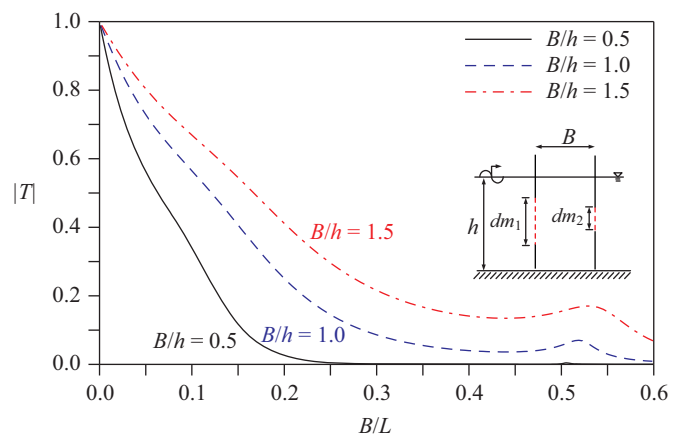 1.0
0.8
0.6
0.4
0.2
0.0
|T|
B/h = 0.5
B/h = 1.0
B/h = 1.5
B
h
dm₁
dm₂
B/h = 1.5
B/h = 0.5
B/h = 1.0
0.0 0.1 0.2 0.3 0.4 0.5 0.6
B/L